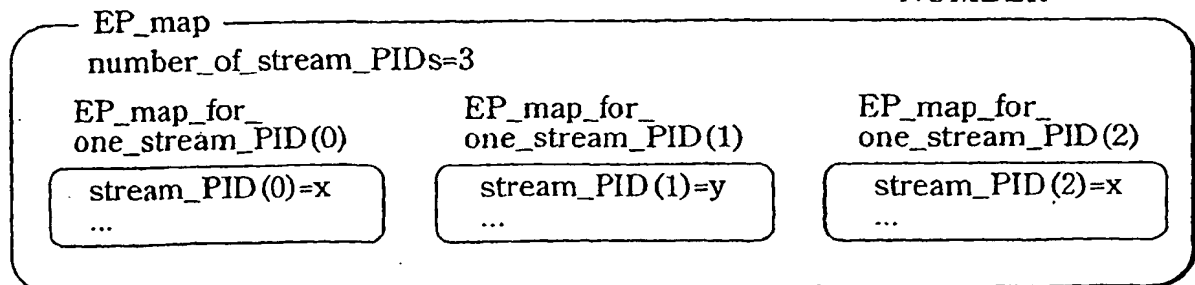 EP_map
number_of_stream_PIDs=3
EP_map_for_
one_stream_PID(0)
stream_PID(0)=x
...
EP_map_for_
one_stream_PID(1)
stream_PID(1)=y
...
EP_map_for_
one_stream_PID(2)
stream_PID(2)=x
...